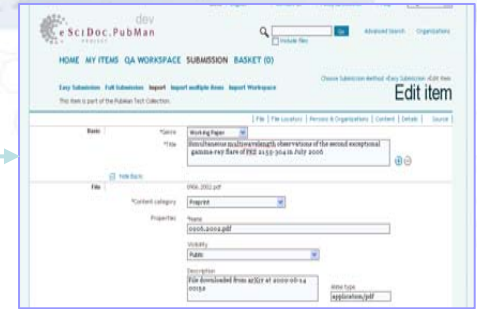 dev
eSciDoc.PubMan
PROJECT
Include files
Go
Advanced Search
Organizations
HOME MY ITEMS QA WORKSPACE SUBMISSION BASKET (0)
Easy Submission Full Submission Import Import multiple items Import Workspace
This item is part of the PubMan Test Collection.
Edit item
| File | File Locators | Persons & Organizations | Content | Details | Source |
Basic
*Genre
Working Paper
*Title
Simultaneous multiwavelength observations of the second exceptional
gamma-ray flare of PKS 2155-304 in July 2006
Hide Basic
File
*Content category
Preprint
Properties
*Name
0906.2002.pdf
Visibility
Public
Description
File downloaded from arXiv at
Mime Type
application/pdf